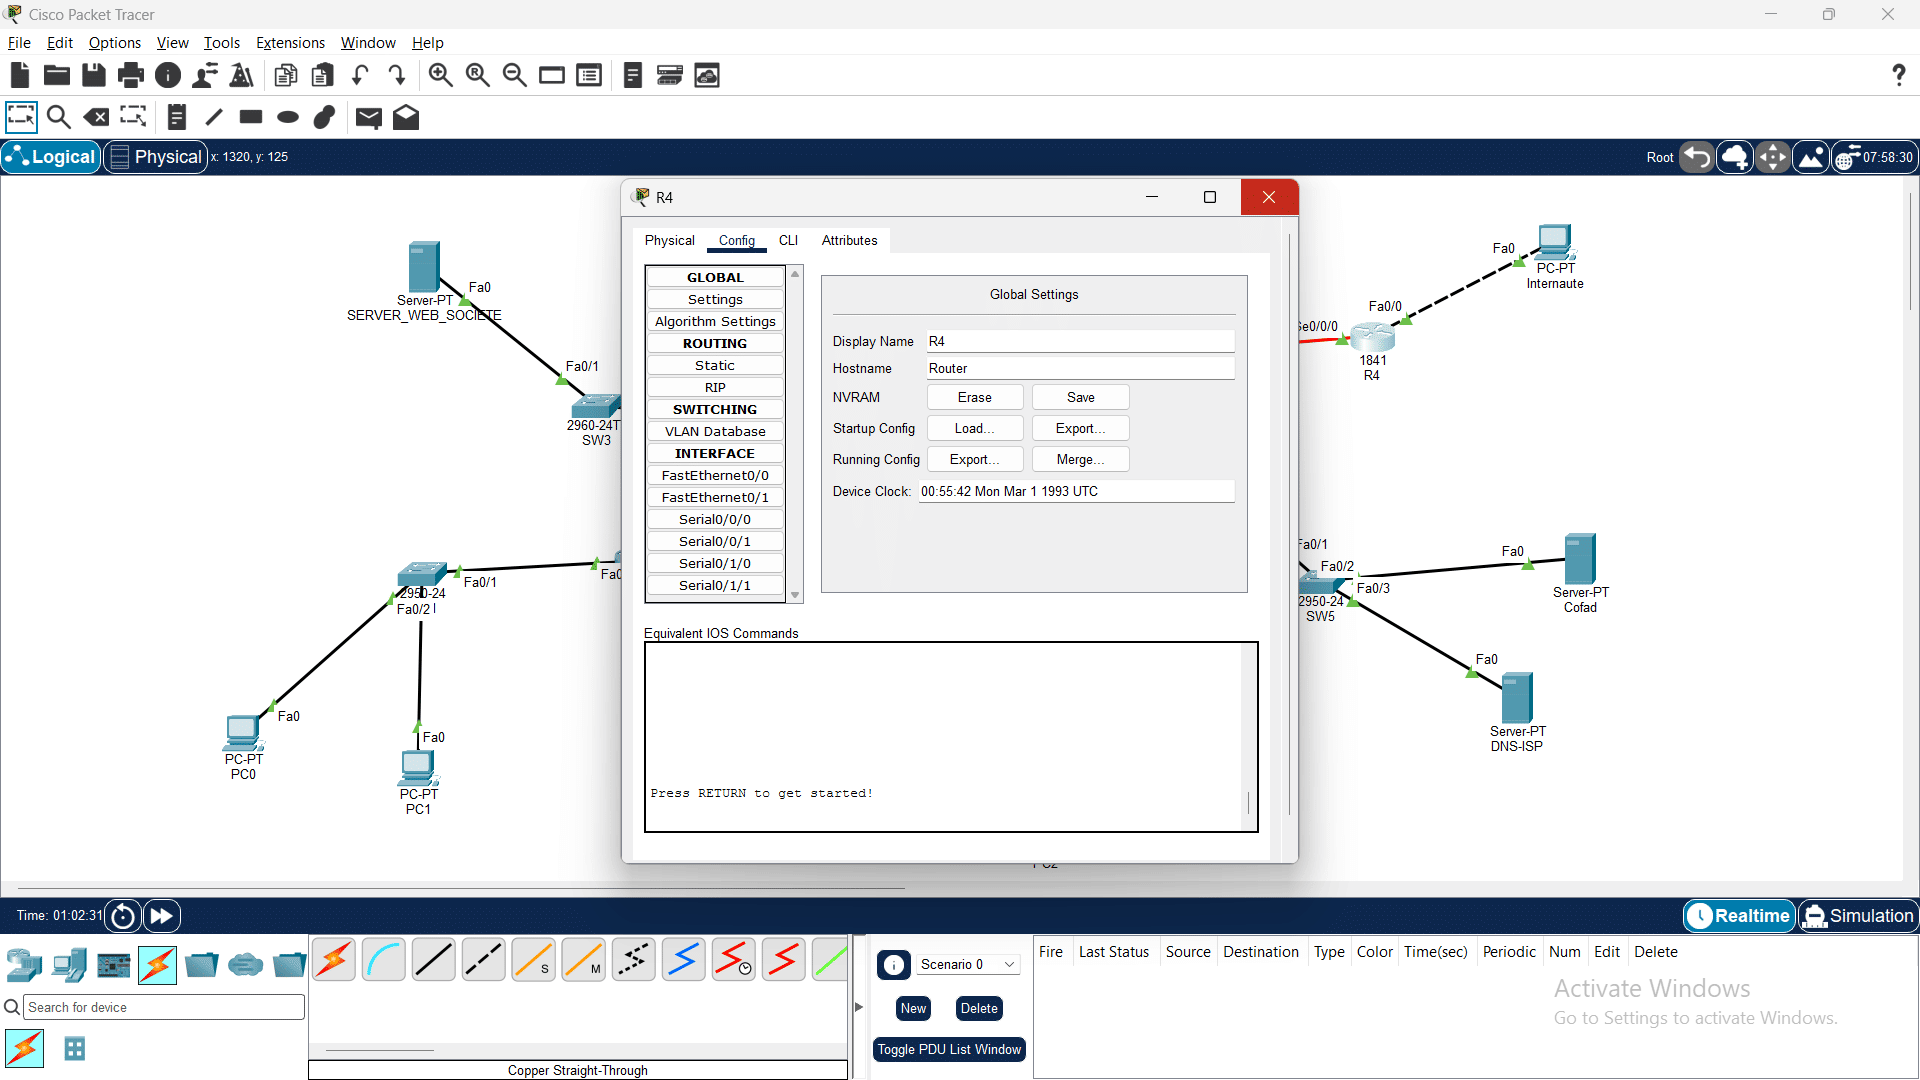 Cisco Packet Tracer
File Edit Options View Tools Extensions Window Help
Logical Physical x: 1320, y: 125 Root 07:58:30
R4
Physical Config CLI Attributes
GLOBAL
Settings
Algorithm Settings
ROUTING
Static
RIP
SWITCHING
VLAN Database
INTERFACE
FastEthernet0/0
FastEthernet0/1
Serial0/0/0
Serial0/0/1
Serial0/1/0
Serial0/1/1
Global Settings
Display Name R4
Hostname Router
NVRAM Erase Save
Startup Config Load... Export...
Running Config Export... Merge...
Device Clock: 00:55:42 Mon Mar 1 1993 UTC
Equivalent IOS Commands
Press RETURN to get started!
Fa0
Server-PT
SERVER_WEB_SOCIETE
Fa0/1
2960-24T
SW3
Fa0/1
2950-24
Fa0/2
Fa0
PC-PT
PC0
Fa0
PC-PT
PC1
Fa0
PC-PT
Internaute
Fa0/0
Se0/0/0
1841
R4
Fa0/1
Fa0/2
Fa0/3
2950-24
SW5
Fa0
Server-PT
Cofad
Fa0
Server-PT
DNS-ISP
Time: 01:02:31 Realtime Simulation
Search for device
S
M
Copper Straight-Through
Scenario 0
New Delete
Toggle PDU List Window
Fire Last Status Source Destination Type Color Time(sec) Periodic Num Edit Delete
Activate Windows
Go to Settings to activate Windows.